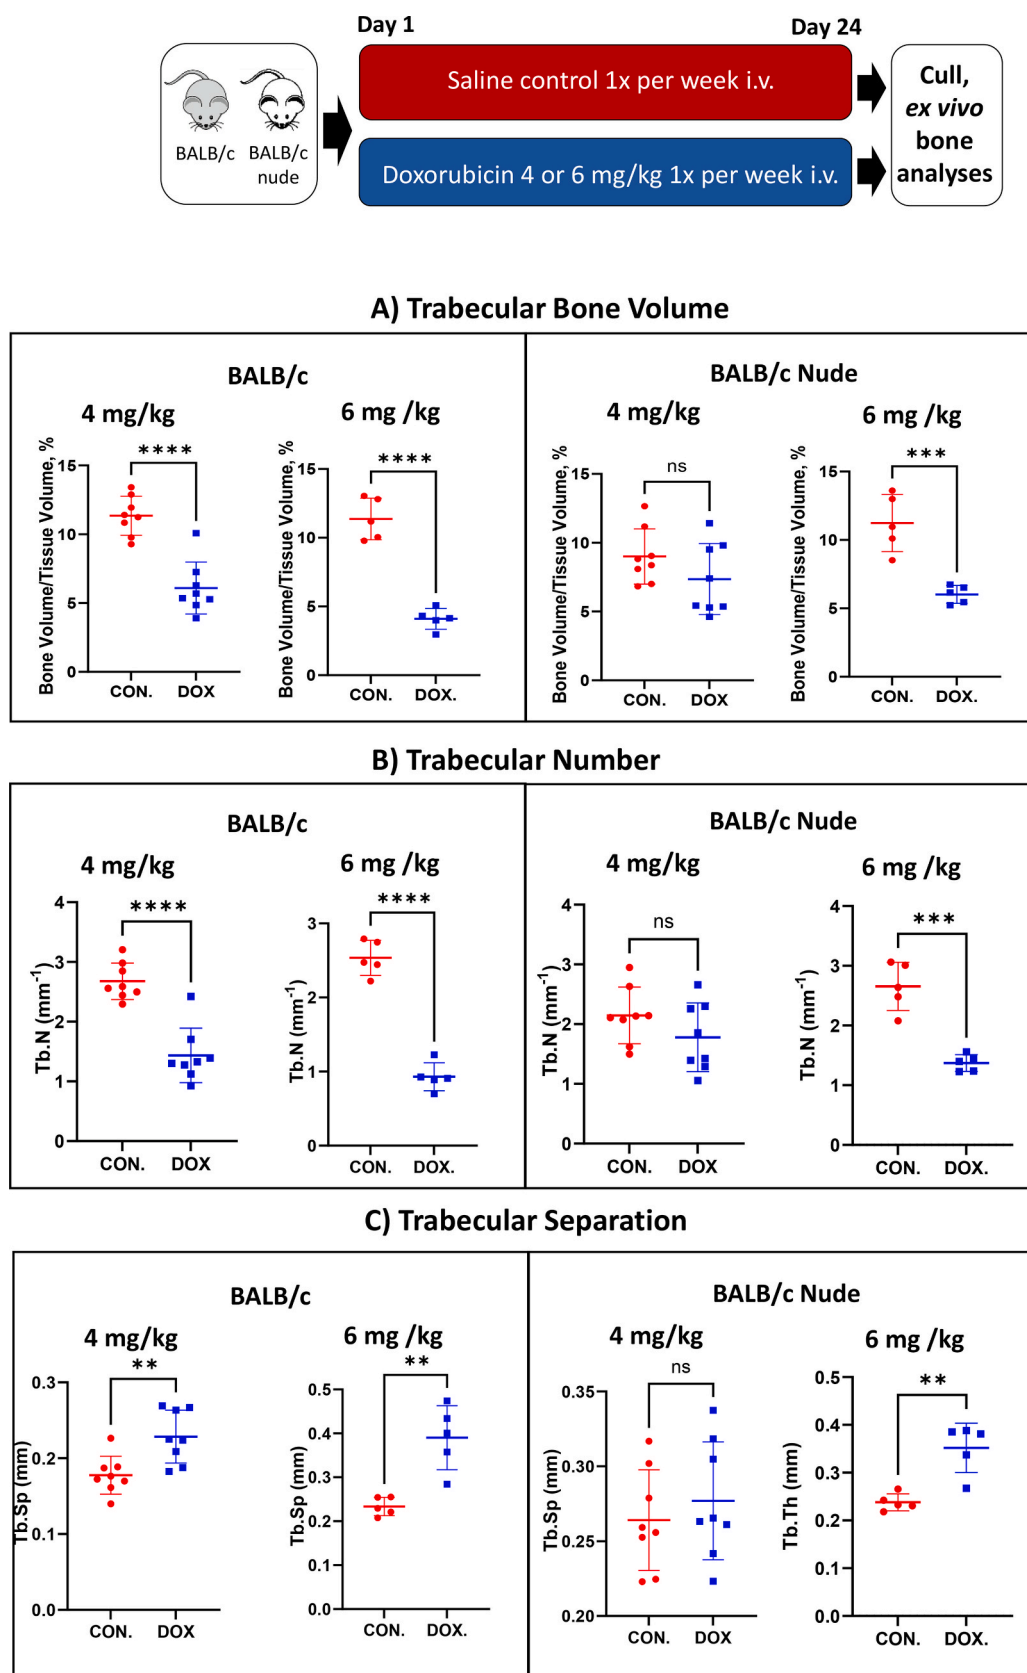 Day 1
Day 24
BALB/c
BALB/c
nude
Saline control 1x per week i.v.
Doxorubicin 4 or 6 mg/kg 1x per week i.v.
Cull,
ex vivo
bone
analyses
A) Trabecular Bone Volume
BALB/c
4 mg/kg
Bone Volume/Tissue Volume, %
15
10
5
0
****
CON.
DOX
6 mg /kg
Bone Volume/Tissue Volume, %
15
10
5
0
****
CON.
DOX.
BALB/c Nude
4 mg/kg
Bone Volume/Tissue Volume, %
15
10
5
0
ns
CON.
DOX
6 mg /kg
Bone Volume/Tissue Volume, %
15
10
5
0
***
CON.
DOX.
B) Trabecular Number
BALB/c
4 mg/kg
Tb.N (mm⁻¹)
4
3
2
1
0
****
CON.
DOX
6 mg /kg
Tb.N (mm⁻¹)
3
2
1
0
****
CON.
DOX.
BALB/c Nude
4 mg/kg
Tb.N (mm⁻¹)
4
3
2
1
0
ns
CON.
DOX
6 mg /kg
Tb.N (mm⁻¹)
4
3
2
1
0
***
CON.
DOX.
C) Trabecular Separation
BALB/c
4 mg/kg
Tb.Sp (mm)
0.3
0.2
0.1
0.0
**
CON.
DOX
6 mg /kg
Tb.Sp (mm)
0.5
0.4
0.3
0.2
0.1
0.0
**
CON.
DOX.
BALB/c Nude
4 mg/kg
Tb.Sp (mm)
0.35
0.30
0.25
0.20
ns
CON.
DOX
6 mg /kg
Tb.Th (mm)
0.5
0.4
0.3
0.2
0.1
0.0
**
CON.
DOX.